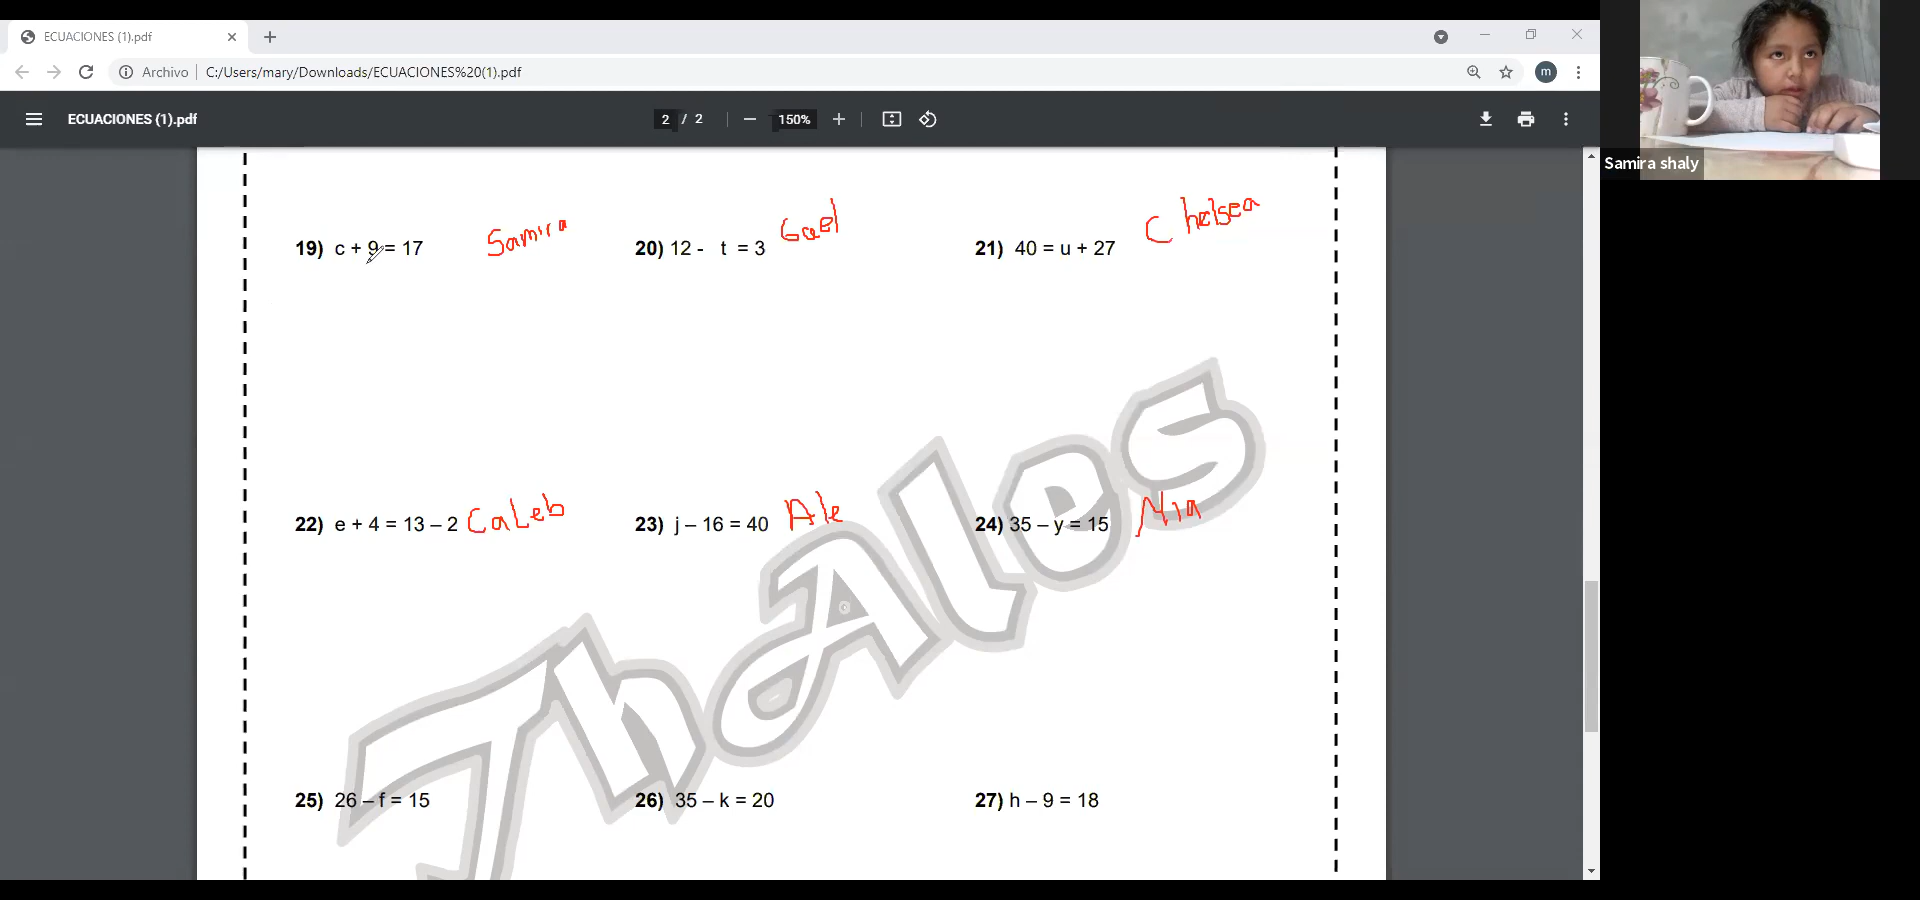 ECUACIONES (1).pdf
Archivo C:/Users/mary/Downloads/ECUACIONES%20(1).pdf
m
ECUACIONES (1).pdf 2 / 2 150%
Samira shaly
19) c + 9 = 17 Samira 20) 12 - t = 3 Gael 21) 40 = u + 27 Chelsea
22) e + 4 = 13 – 2 CaLeb 23) j – 16 = 40 Ale 24) 35 – y = 15 Nia
25) 26 – f = 15 26) 35 – k = 20 27) h – 9 = 18
ThAles